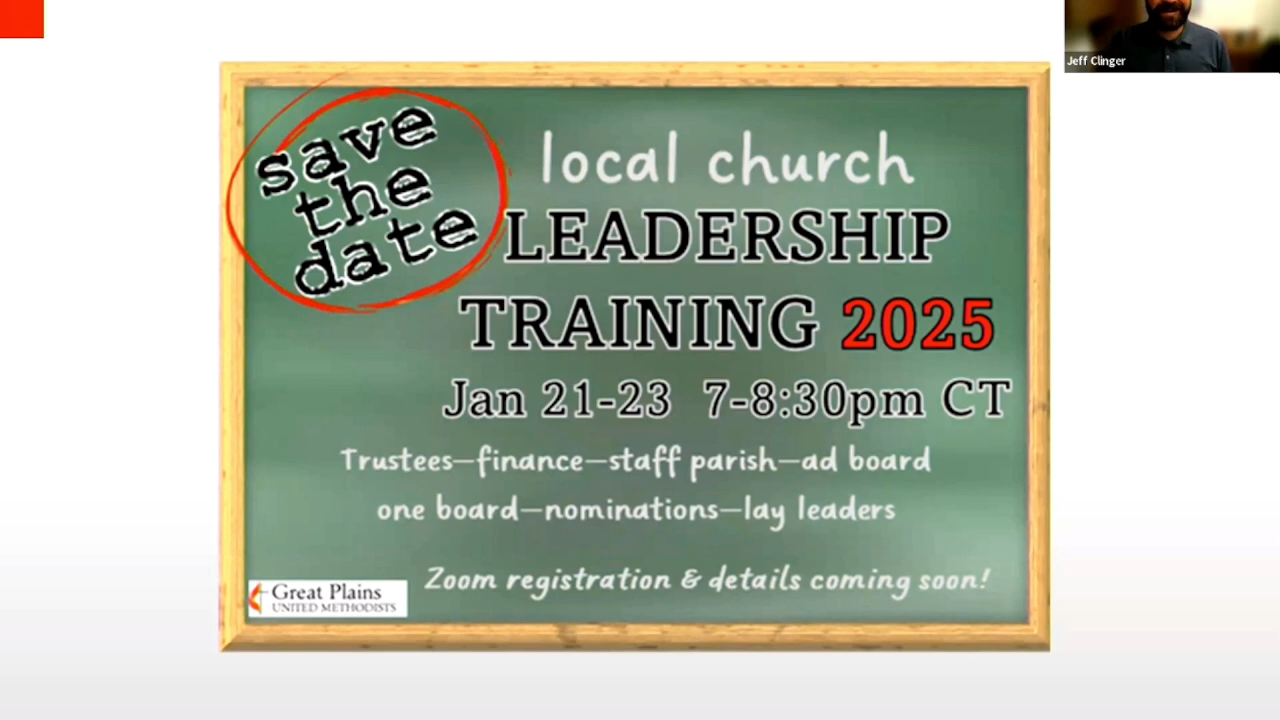 Jeff Clinger
save
the
date
local church
LEADERSHIP
TRAINING 2025
Jan 21-23 7-8:30pm CT
Trustees—finance—staff parish—ad board
one board—nominations—lay leaders
Zoom registration & details coming soon!
Great Plains
UNITED METHODISTS